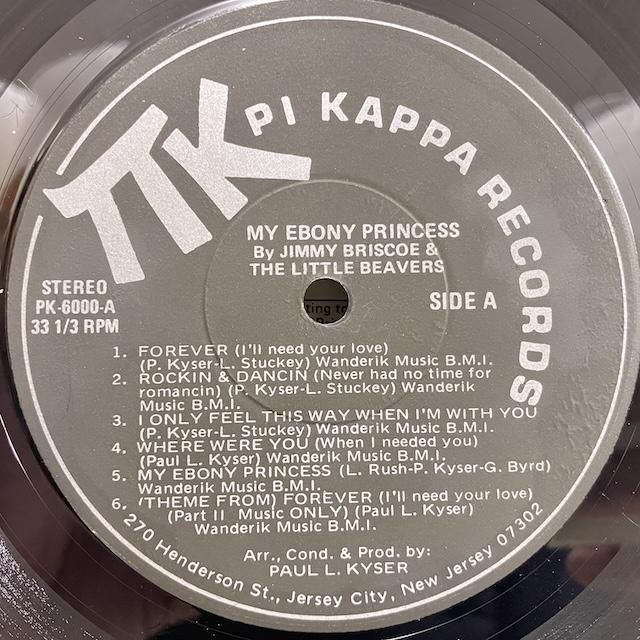 ΠK PI KAPPA RECORDS
MY EBONY PRINCESS
By JIMMY BRISCOE &
THE LITTLE BEAVERS
STEREO
PK-6000-A
33 1/3 RPM
SIDE A
1. FOREVER (I'll need your love)
(P. Kyser-L. Stuckey) Wanderik Music B.M.I.
2. ROCKIN & DANCIN (Never had no time for
romancin) (P. Kyser-L. Stuckey) Wanderik
Music B.M.I.
3. I ONLY FEEL THIS WAY WHEN I'M WITH YOU
(P. Kyser-L. Stuckey) Wanderik Music B.M.I.
4. WHERE WERE YOU (When I needed you)
(Paul L. Kyser) Wanderik Music B.M.I.
5. MY EBONY PRINCESS (L. Rush-P. Kyser-G. Byrd)
Wanderik Music B.M.I.
6. (THEME FROM) FOREVER (I'll need your love)
(Part II Music ONLY) (Paul L. Kyser)
Wanderik Music B.M.I.
Arr., Cond. & Prod. by:
PAUL L. KYSER
270 Henderson St., Jersey City, New Jersey 07302